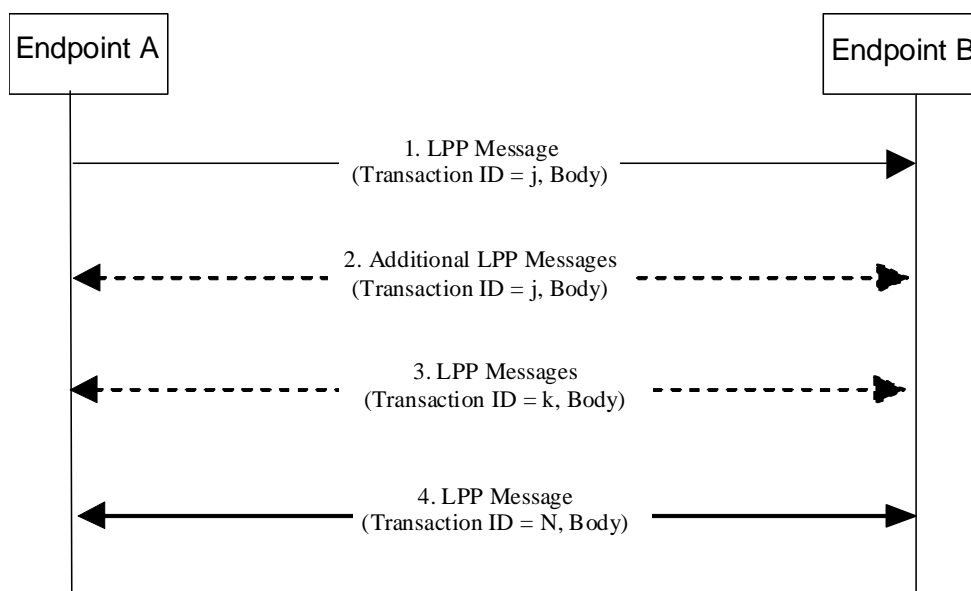 Endpoint A
Endpoint B
1. LPP Message
(Transaction ID = j, Body)
2. Additional LPP Messages
(Transaction ID = j, Body)
3. LPP Messages
(Transaction ID = k, Body)
4. LPP Message
(Transaction ID = N, Body)